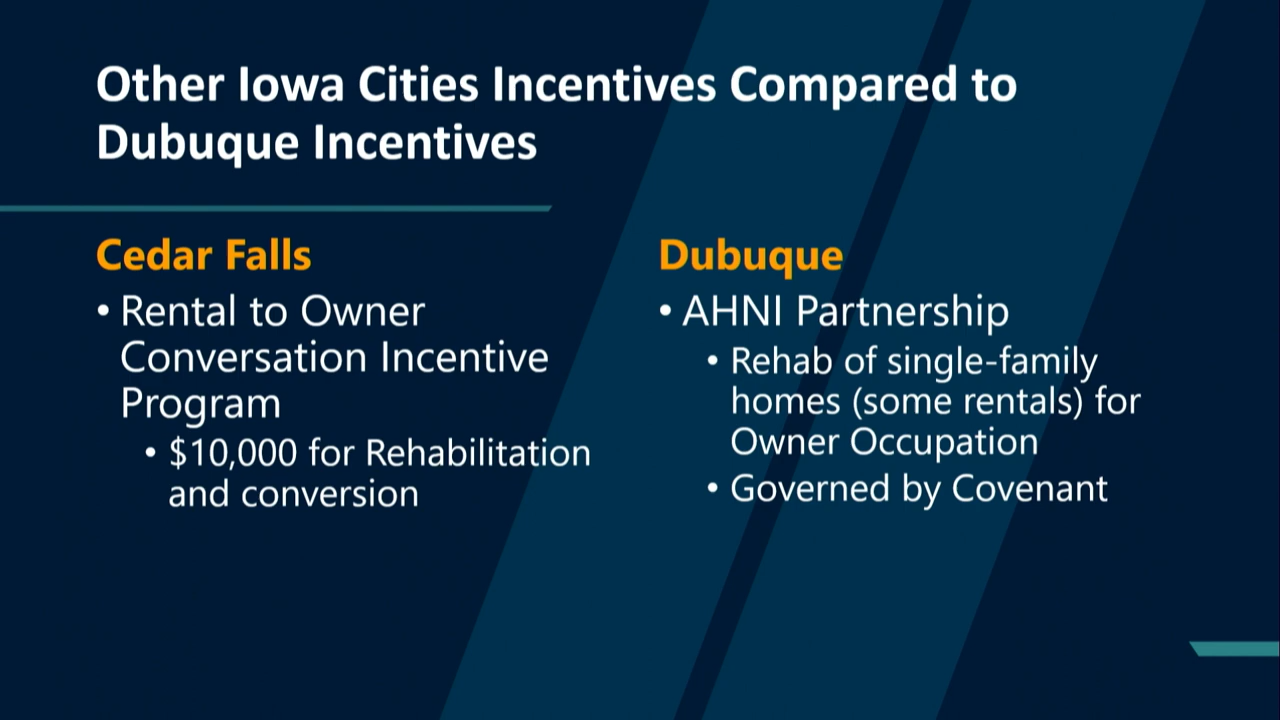 Other Iowa Cities Incentives Compared to
Dubuque Incentives
Cedar Falls
• Rental to Owner
Conversation Incentive
Program
• $10,000 for Rehabilitation
and conversion
Dubuque
• AHNI Partnership
• Rehab of single-family
homes (some rentals) for
Owner Occupation
• Governed by Covenant